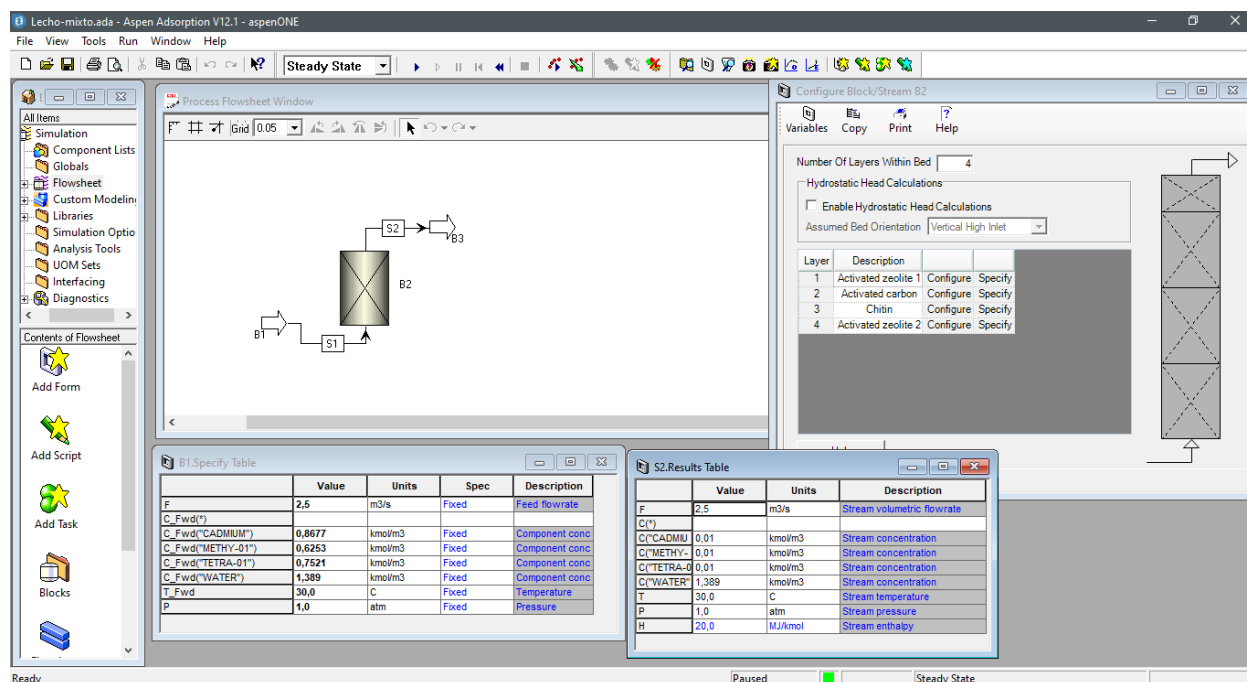 Lecho-mixto.ada - Aspen Adsorption V12.1 - aspenONE
File View Tools Run Window Help
Steady State
All Items
Simulation
Component Lists
Globals
Flowsheet
Custom Modelin
Libraries
Simulation Optio
Analysis Tools
UOM Sets
Interfacing
Diagnostics
Contents of Flowsheet
Add Form
Add Script
Add Task
Blocks
Process Flowsheet Window
Grid 0.05
S2
B3
B2
B1
S1
Configure Block/Stream B2
Variables Copy Print Help
Number Of Layers Within Bed 4
Hydrostatic Head Calculations
Enable Hydrostatic Head Calculations
Assumed Bed Orientation Vertical High Inlet
Layer Description
1 Activated zeolite 1 Configure Specify
2 Activated carbon Configure Specify
3 Chitin Configure Specify
4 Activated zeolite 2 Configure Specify
B1.Specify Table
Value Units Spec Description
F 2,5 m3/s Fixed Feed flowrate
C_Fwd(*)
C_Fwd("CADMIUM") 0,8677 kmol/m3 Fixed Component conc
C_Fwd("METHY-01") 0,6253 kmol/m3 Fixed Component conc
C_Fwd("TETRA-01") 0,7521 kmol/m3 Fixed Component conc
C_Fwd("WATER") 1,389 kmol/m3 Fixed Component conc
T_Fwd 30,0 C Fixed Temperature
P 1,0 atm Fixed Pressure
S2.Results Table
Value Units Description
F 2,5 m3/s Stream volumetric flowrate
C(*)
C("CADMIU 0,01 kmol/m3 Stream concentration
C("METHY- 0,01 kmol/m3 Stream concentration
C("TETRA-0 0,01 kmol/m3 Stream concentration
C("WATER" 1,389 kmol/m3 Stream concentration
T 30,0 C Stream temperature
P 1,0 atm Stream pressure
H 20,0 MJ/kmol Stream enthalpy
Ready
Paused
Steady State